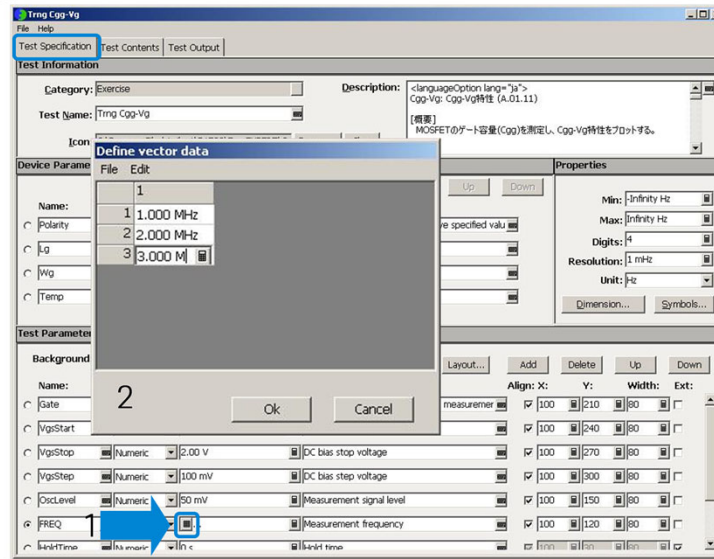 Trng Cgg-Vg
File Help
Test Specification Test Contents Test Output
Test Information
Category: Exercise
Description: <languageOption lang="ja">
Cgg-Vg: Cgg-Vg特性 (A.01.11)
Test Name: Trng Cgg-Vg
[概要]
MOSFETのゲート容量(Cgg)を測定し、Cgg-Vg特性をプロットする。
Icon
Define vector data
File Edit
1
1 1.000 MHz
2 2.000 MHz
3 3.000 M
2
Ok Cancel
Device Parame
Up Down
Name:
Polarity
ve specified valu
Lg
Wg
Temp
Properties
Min: -Infinity Hz
Max: Infinity Hz
Digits: 4
Resolution: 1 mHz
Unit: Hz
Dimension... Symbols...
Test Parameter
Background
Layout... Add Delete Up Down
Name: Align: X: Y: Width: Ext:
Gate measuremer 100 210 80
VgsStart 100 240 80
VgsStop Numeric 2.00 V DC bias stop voltage 100 270 80
VgsStep Numeric 100 mV DC bias step voltage 100 300 80
OscLevel Numeric 50 mV Measurement signal level 100 150 80
FREQ 1 Measurement frequency 100 120 80
HoldTime Numeric 0 s Hold time 100 30 80